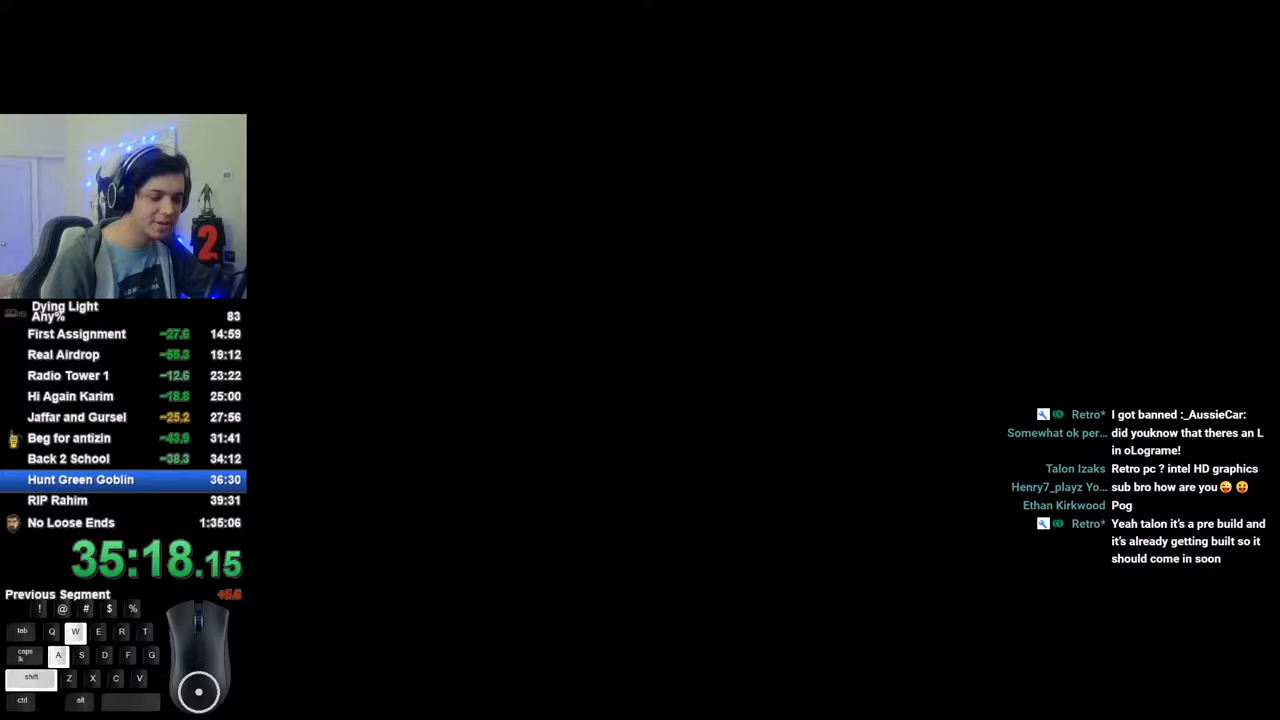 Dying Light
Any% 83
First Assignment -27.6 14:59
Real Airdrop -55.3 19:12
Radio Tower 1 -12.6 23:22
Hi Again Karim -18.8 25:00
Jaffar and Gursel -25.2 27:56
Beg for antizin -43.9 31:41
Back 2 School -38.3 34:12
Hunt Green Goblin 36:30
RIP Rahim 39:31
No Loose Ends 1:35:06
35:18.15
Previous Segment +5.6
! @ # $ %
tab Q W E R T
caps lk A S D F G
shift Z X C V
ctrl alt
2
Retro* I got banned :_AussieCar:
Somewhat ok per... did youknow that theres an L
in oLograme!
Talon Izaks Retro pc ? intel HD graphics
Henry7_playz Yo... sub bro how are you😜😛
Ethan Kirkwood Pog
Retro* Yeah talon it's a pre build and
it's already getting built so it
should come in soon